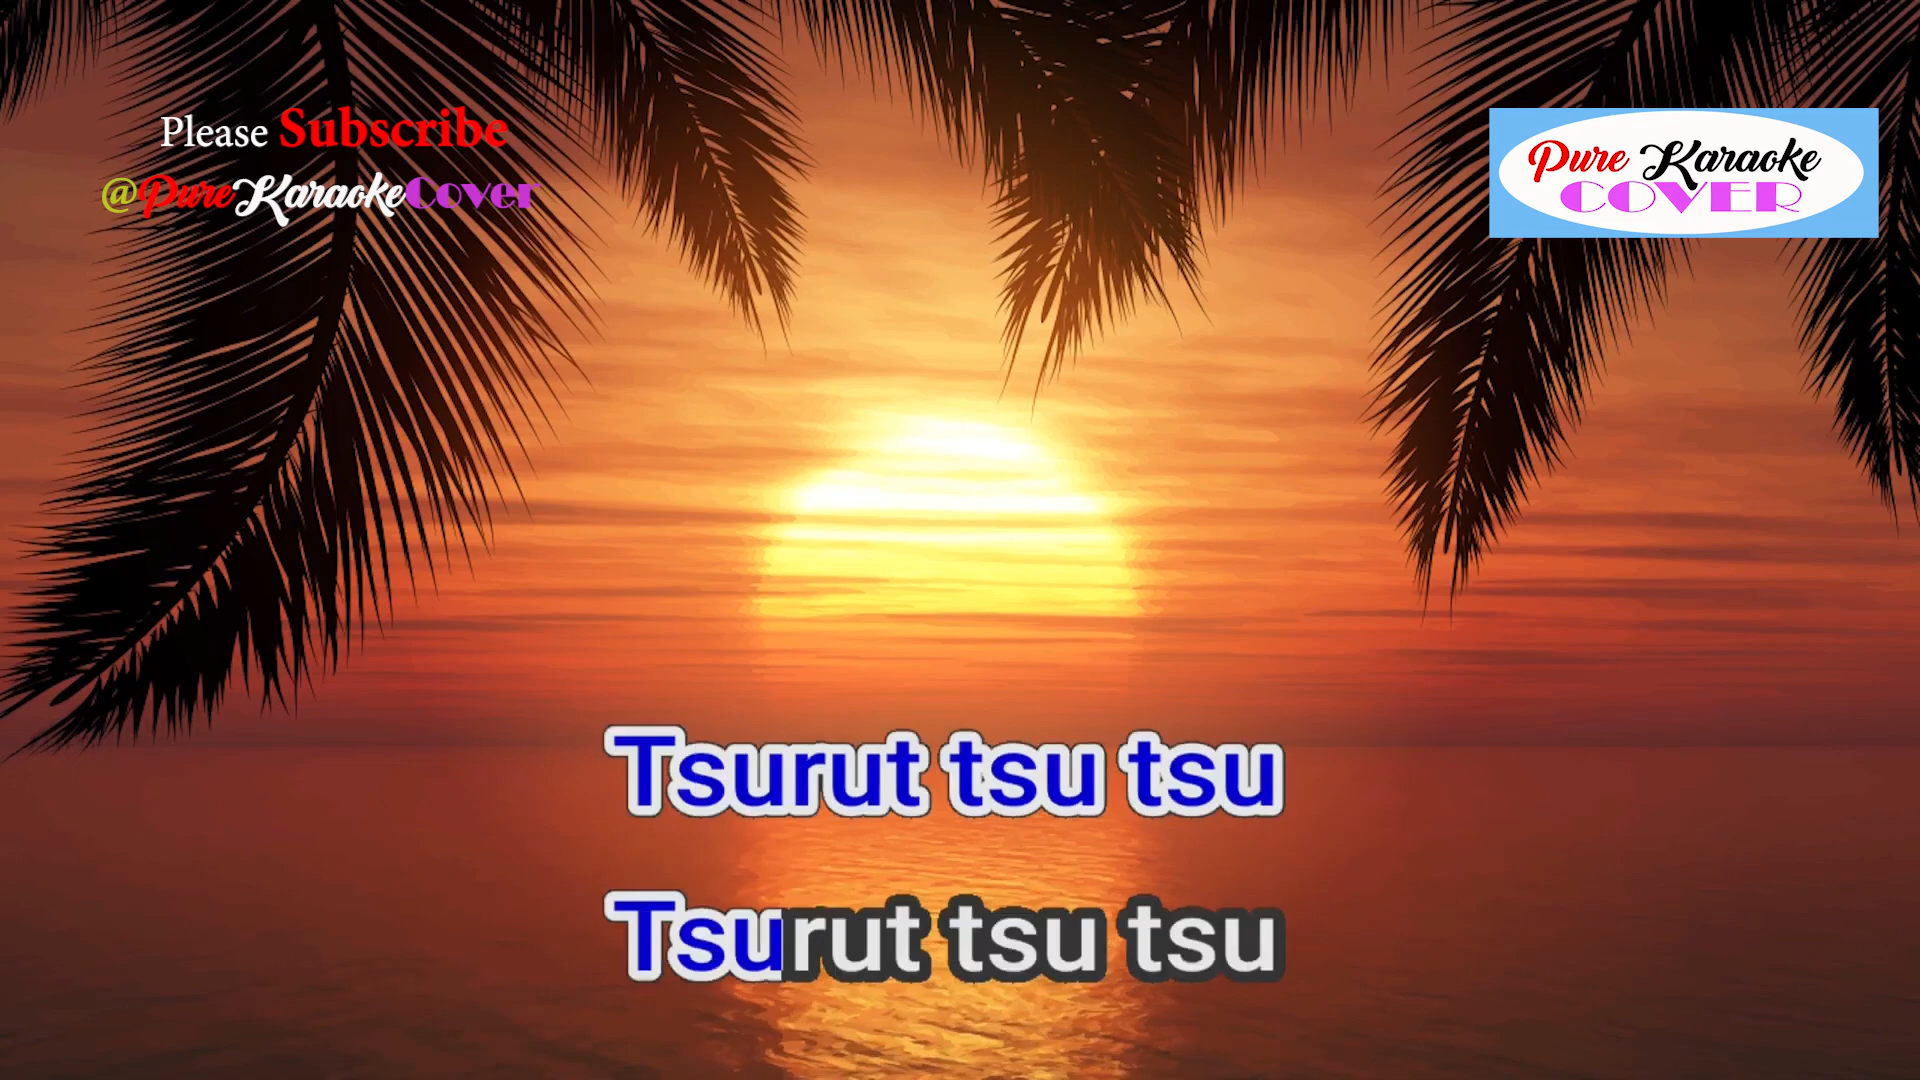 Please Subscribe
@PureKaraokeCover
Pure Karaoke
COVER
Tsurut tsu tsu
Tsurut tsu tsu